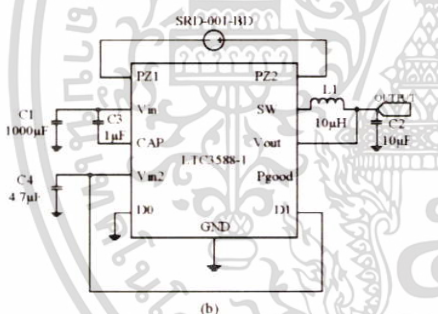 SRD-001-BD
PZ1
PZ2
Vin
SW
L1
10μH
OUTPUT
C1
1000μF
C3
1μF
CAP
Vout
C2
10μF
LTC3588-1
C4
4.7μF
Vin2
Pgood
D0
D1
GND
(b)